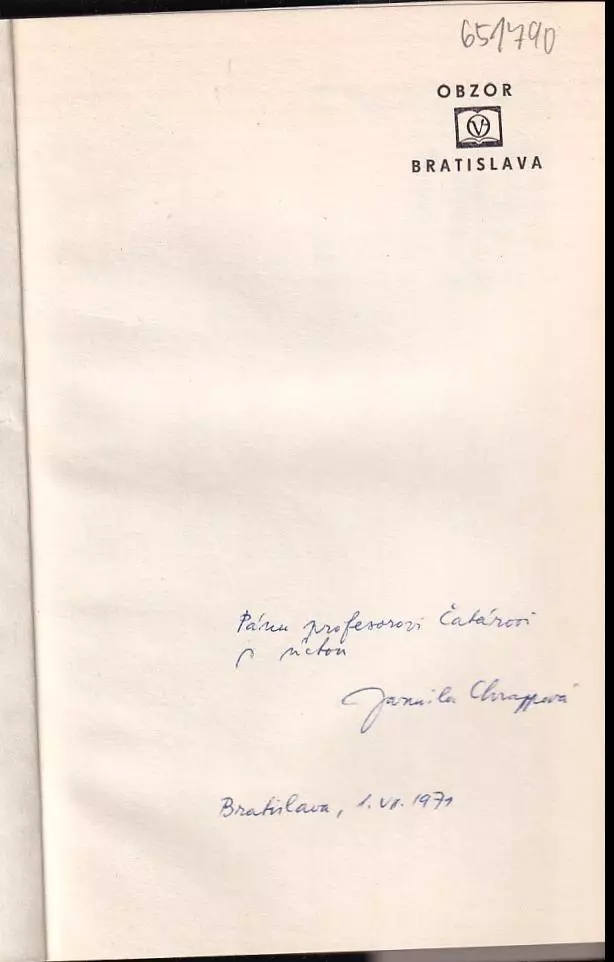 651790
OBZOR
BRATISLAVA
Pánu profesorovi Čatárovi
s úctou
Jarmila Chrappová
Bratislava, 1. VI. 1971